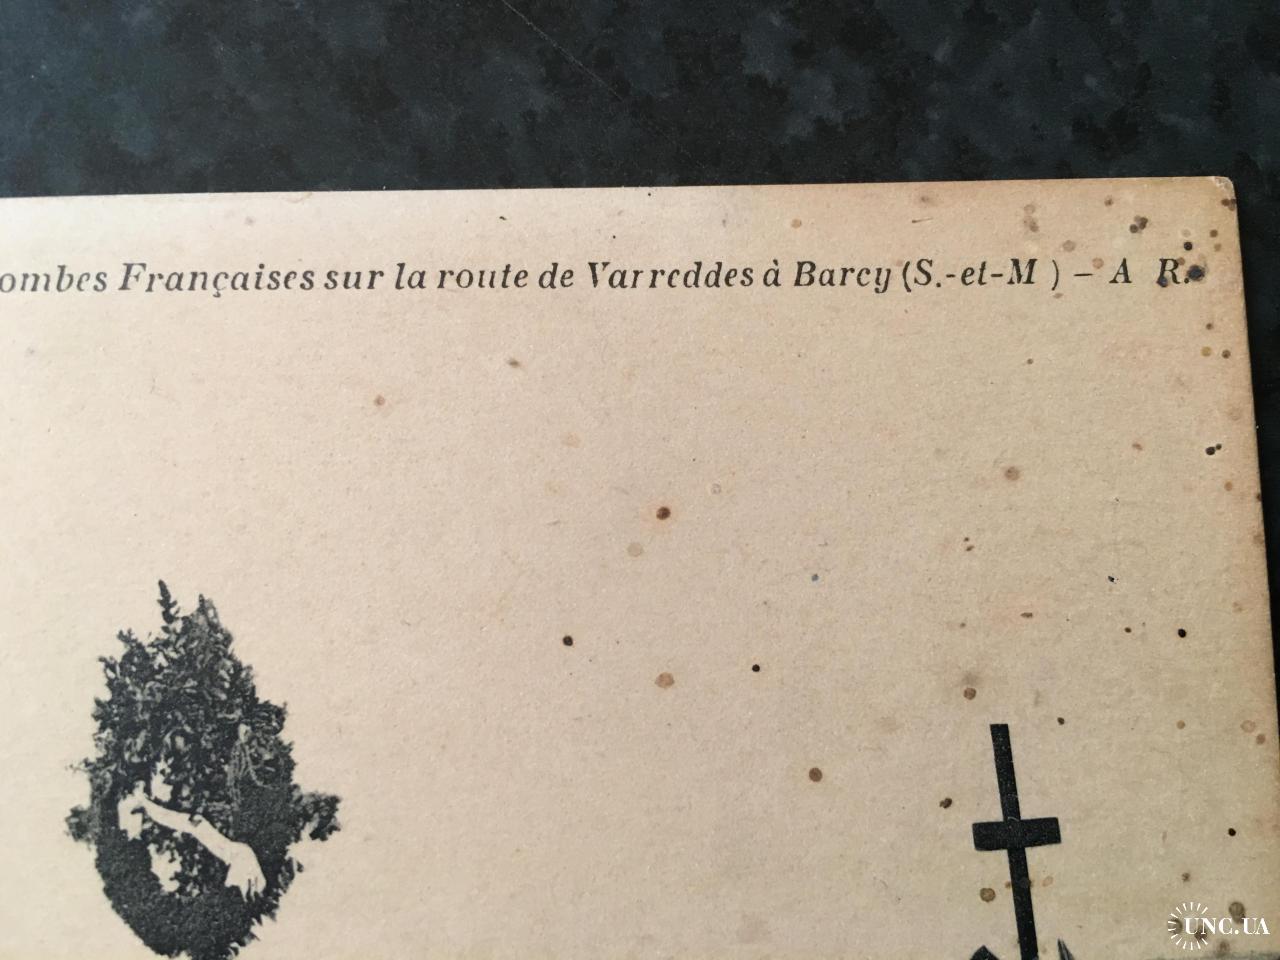 ombes Françaises sur la route de Varreddes à Barcy (S.-et-M ) – A R.
UNC.UA